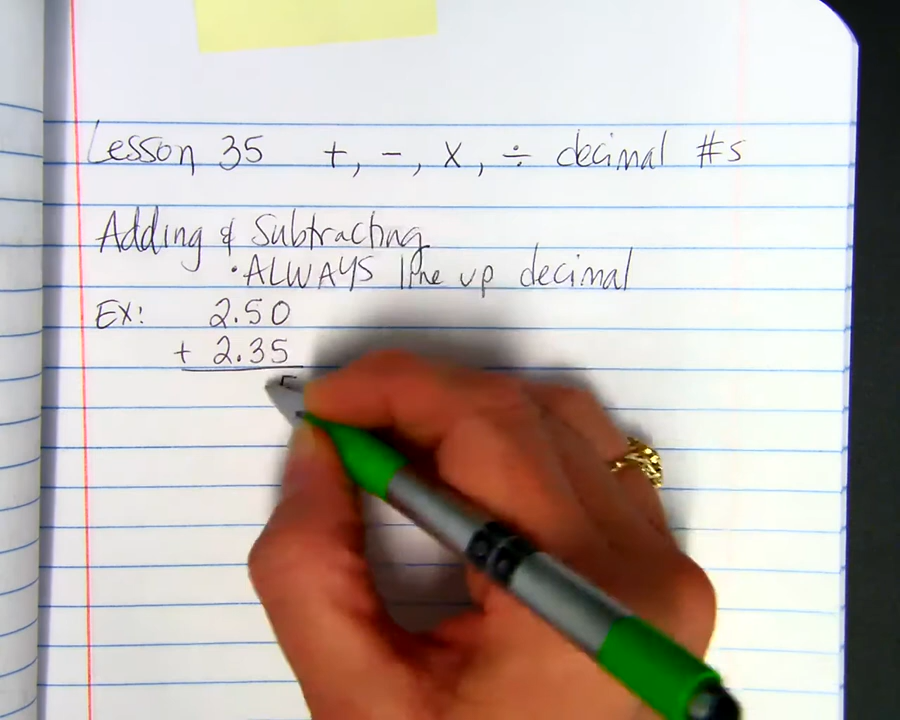 Lesson 35 +, -, x, ÷ decimal #s
Adding & Subtracting
• ALWAYS line up decimal
EX: 2.50
+ 2.35
5